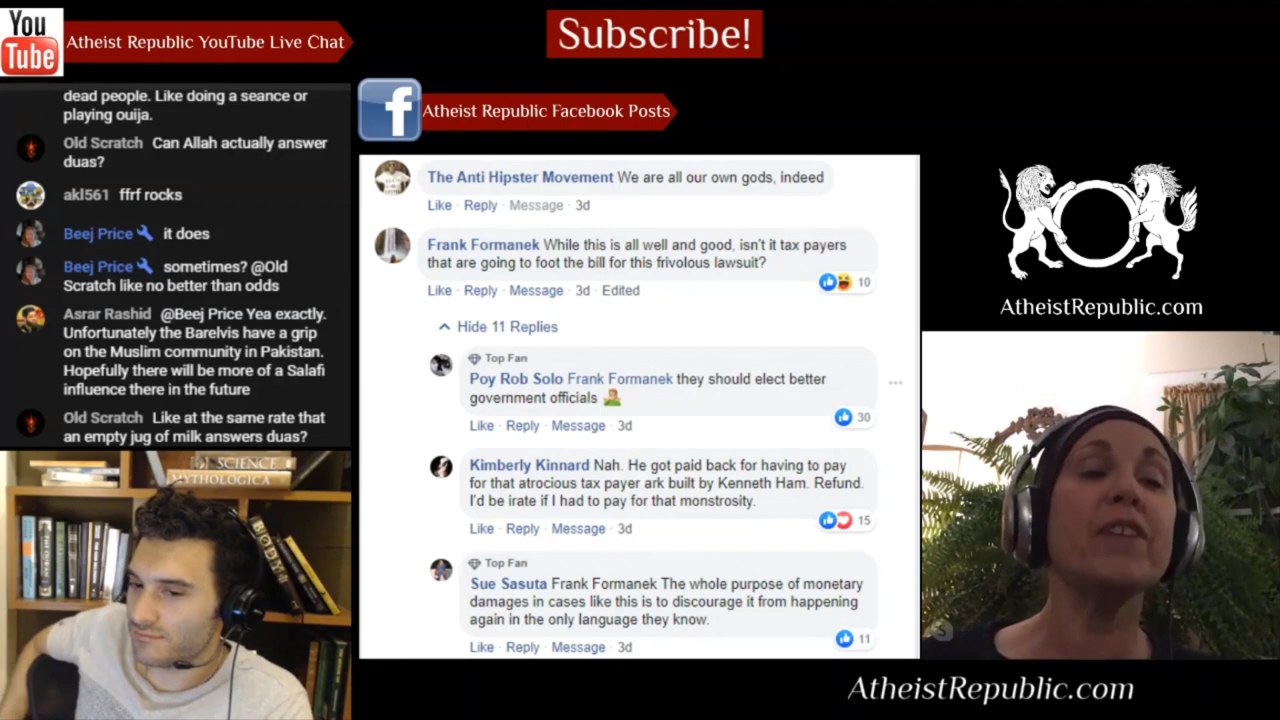 You
Tube
Atheist Republic YouTube Live Chat
Subscribe!
dead people. Like doing a seance or
playing ouija.
Old Scratch Can Allah actually answer
duas?
akl561 ffrf rocks
Beej Price it does
Beej Price sometimes? @Old
Scratch like no better than odds
Asrar Rashid @Beej Price Yea exactly.
Unfortunately the Barelvis have a grip
on the Muslim community in Pakistan.
Hopefully there will be more of a Salafi
influence there in the future
Old Scratch Like at the same rate that
an empty jug of milk answers duas?
f
Atheist Republic Facebook Posts
The Anti Hipster Movement We are all our own gods, indeed
Like · Reply · Message · 3d
Frank Formanek While this is all well and good, isn't it tax payers
that are going to foot the bill for this frivolous lawsuit?
10
Like · Reply · Message · 3d · Edited
Hide 11 Replies
Top Fan
Poy Rob Solo Frank Formanek they should elect better
government officials
30
Like · Reply · Message · 3d
Kimberly Kinnard Nah. He got paid back for having to pay
for that atrocious tax payer ark built by Kenneth Ham. Refund.
I'd be irate if I had to pay for that monstrosity.
15
Like · Reply · Message · 3d
Top Fan
Sue Sasuta Frank Formanek The whole purpose of monetary
damages in cases like this is to discourage it from happening
again in the only language they know.
11
Like · Reply · Message · 3d
AtheistRepublic.com
SCIENCE
MYTHOLOGICA
BODY
AtheistRepublic.com